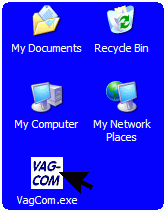 My Documents Recycle Bin
My Computer My Network
Places
VAG-
COM
VagCom.exe